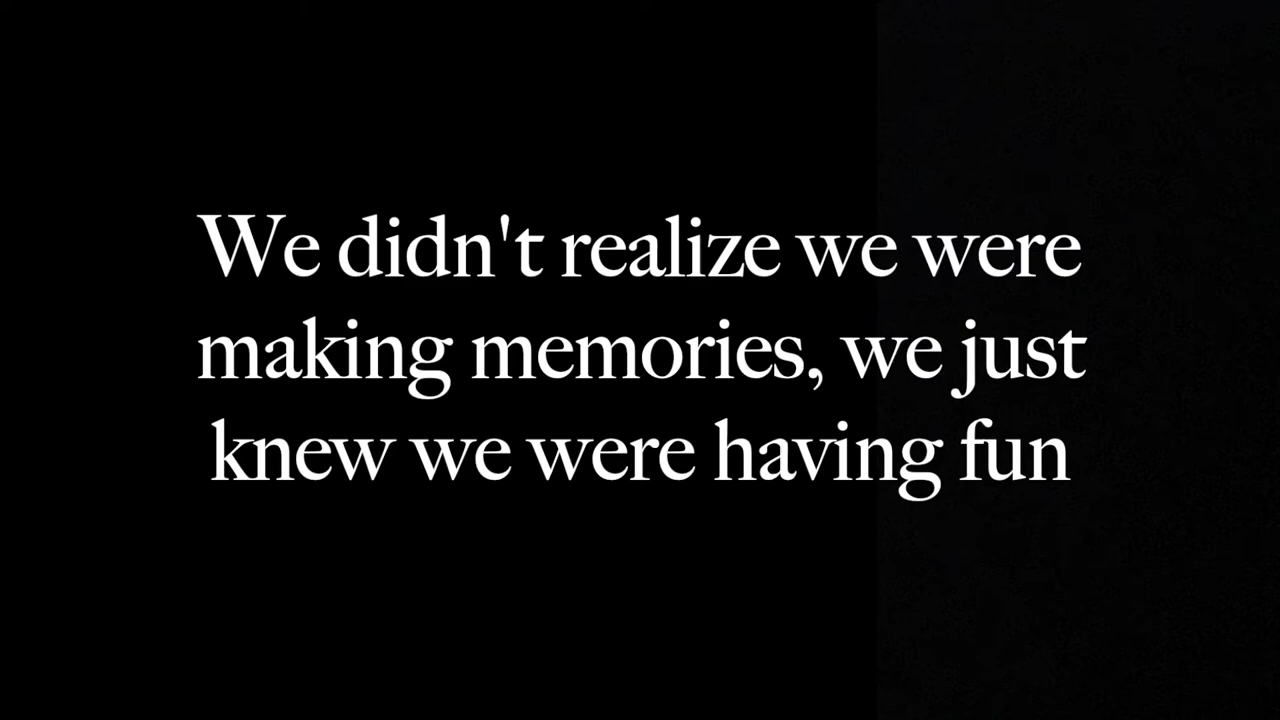 We didn't realize we were
making memories, we just
knew we were having fun